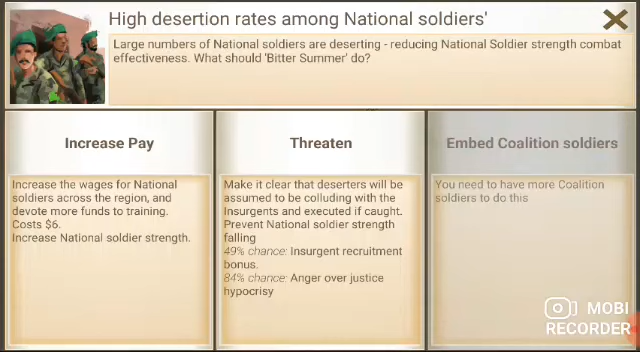 High desertion rates among National soldiers'
Large numbers of National soldiers are deserting - reducing National Soldier strength combat
effectiveness. What should 'Bitter Summer' do?
Increase Pay
Increase the wages for National
soldiers across the region, and
devote more funds to training.
Costs $6.
Increase National soldier strength.
Threaten
Make it clear that deserters will be
assumed to be colluding with the
Insurgents and executed if caught.
Prevent National soldier strength
falling
49% chance: Insurgent recruitment
bonus.
84% chance: Anger over justice
hypocrisy
Embed Coalition soldiers
You need to have more Coalition
soldiers to do this
MOBI
RECORDER